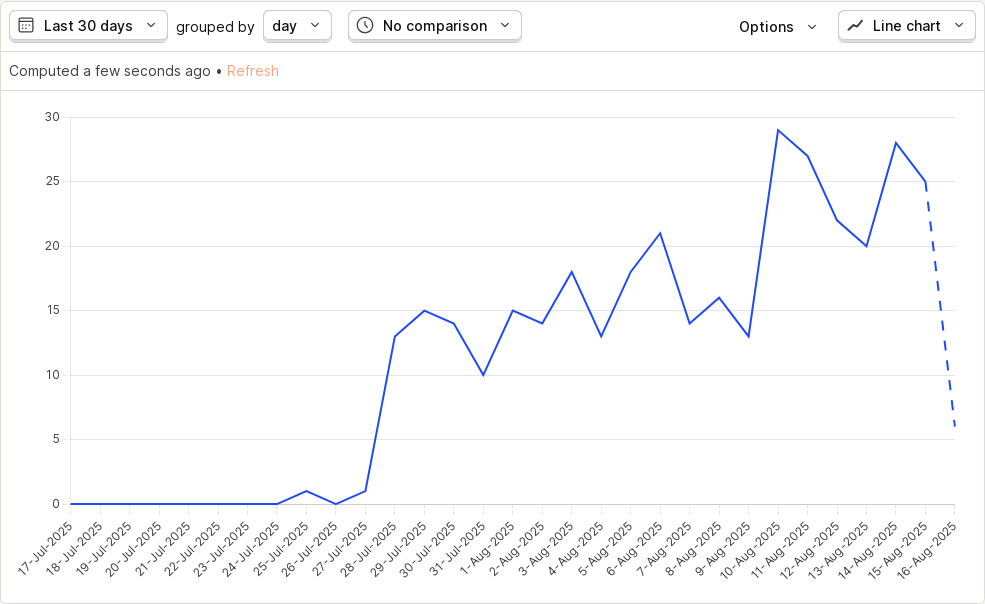 Last 30 days grouped by day No comparison Options Line chart
Computed a few seconds ago • Refresh
30
25
20
15
10
5
0
17-Jul-2025
18-Jul-2025
19-Jul-2025
20-Jul-2025
21-Jul-2025
22-Jul-2025
23-Jul-2025
24-Jul-2025
25-Jul-2025
26-Jul-2025
27-Jul-2025
28-Jul-2025
29-Jul-2025
30-Jul-2025
31-Jul-2025
1-Aug-2025
2-Aug-2025
3-Aug-2025
4-Aug-2025
5-Aug-2025
6-Aug-2025
7-Aug-2025
8-Aug-2025
9-Aug-2025
10-Aug-2025
11-Aug-2025
12-Aug-2025
13-Aug-2025
14-Aug-2025
15-Aug-2025
16-Aug-2025